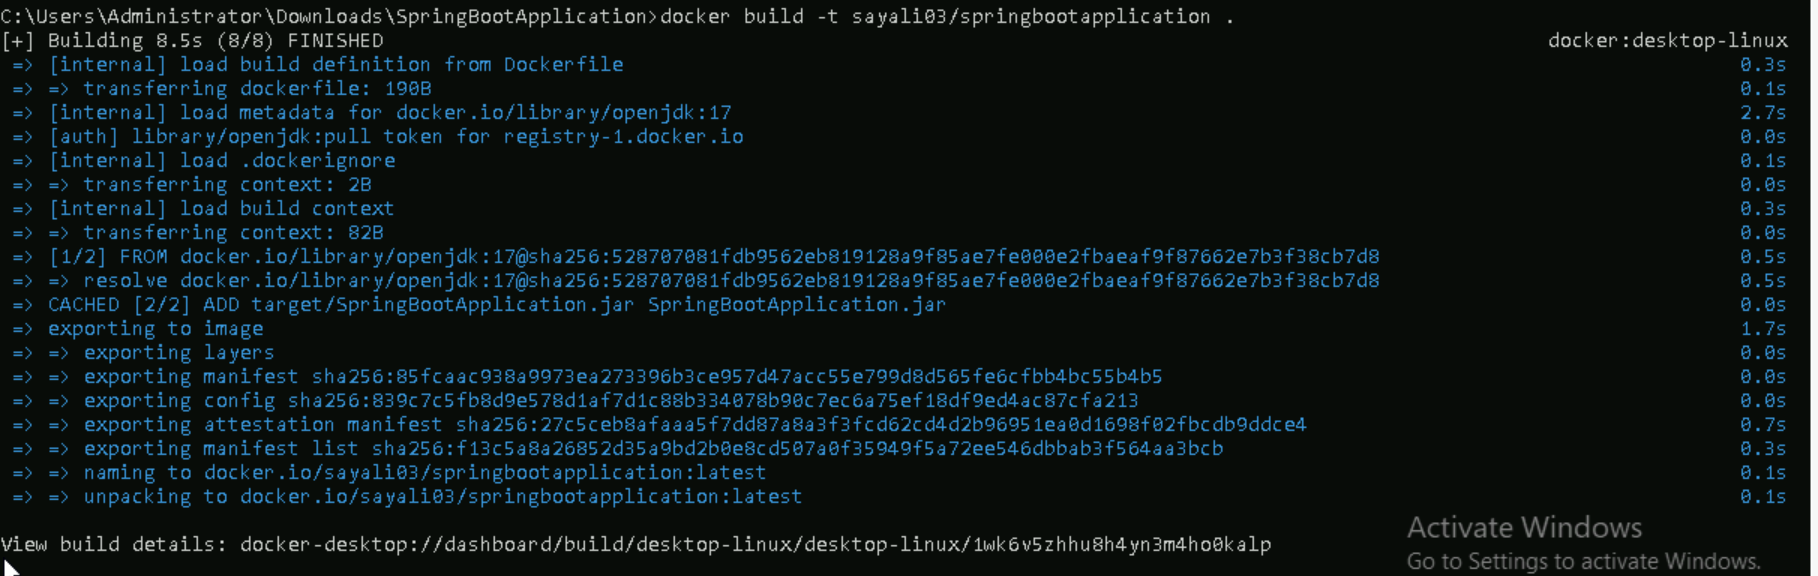 C:\Users\Administrator\Downloads\SpringBootApplication>docker build -t sayali03/springbootapplication .
[+] Building 8.5s (8/8) FINISHED docker:desktop-linux
=> [internal] load build definition from Dockerfile 0.3s
=> => transferring dockerfile: 190B 0.1s
=> [internal] load metadata for docker.io/library/openjdk:17 2.7s
=> [auth] library/openjdk:pull token for registry-1.docker.io 0.0s
=> [internal] load .dockerignore 0.1s
=> => transferring context: 2B 0.0s
=> [internal] load build context 0.3s
=> => transferring context: 82B 0.0s
=> [1/2] FROM docker.io/library/openjdk:17@sha256:528707081fdb9562eb819128a9f85ae7fe000e2fbaeaf9f87662e7b3f38cb7d8 0.5s
=> => resolve docker.io/library/openjdk:17@sha256:528707081fdb9562eb819128a9f85ae7fe000e2fbaeaf9f87662e7b3f38cb7d8 0.5s
=> CACHED [2/2] ADD target/SpringBootApplication.jar SpringBootApplication.jar 0.0s
=> exporting to image 1.7s
=> => exporting layers 0.0s
=> => exporting manifest sha256:85fcaac938a9973ea273396b3ce957d47acc55e799d8d565fe6cfbb4bc55b4b5 0.0s
=> => exporting config sha256:839c7c5fb8d9e578d1af7d1c88b334078b90c7ec6a75ef18df9ed4ac87cfa213 0.0s
=> => exporting attestation manifest sha256:27c5ceb8afaaa5f7dd87a8a3f3fcd62cd4d2b96951ea0d1698f02fbcdb9ddce4 0.7s
=> => exporting manifest list sha256:f13c5a8a26852d35a9bd2b0e8cd507a0f35949f5a72ee546dbbab3f564aa3bcb 0.3s
=> => naming to docker.io/sayali03/springbootapplication:latest 0.1s
=> => unpacking to docker.io/sayali03/springbootapplication:latest 0.1s
View build details: docker-desktop://dashboard/build/desktop-linux/desktop-linux/1wk6v5zhhu8h4yn3m4ho0kalp
Activate Windows
Go to Settings to activate Windows.